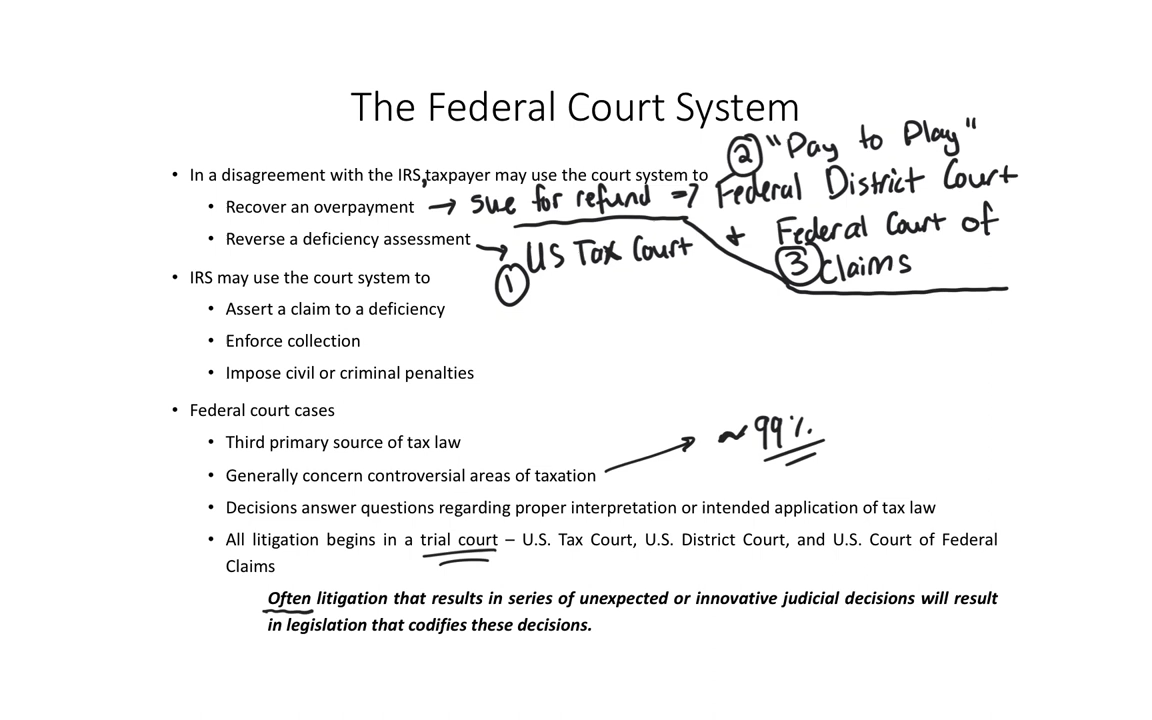 The Federal Court System
② "Pay to Play"
• In a disagreement with the IRS, taxpayer may use the court system to
• Recover an overpayment → sue for refund => Federal District Court
+ Federal Court of
• Reverse a deficiency assessment → ① US Tax Court
③ Claims
• IRS may use the court system to
• Assert a claim to a deficiency
• Enforce collection
• Impose civil or criminal penalties
• Federal court cases
• Third primary source of tax law
• Generally concern controversial areas of taxation → ~99%
• Decisions answer questions regarding proper interpretation or intended application of tax law
• All litigation begins in a trial court – U.S. Tax Court, U.S. District Court, and U.S. Court of Federal
Claims
Often litigation that results in series of unexpected or innovative judicial decisions will result
in legislation that codifies these decisions.